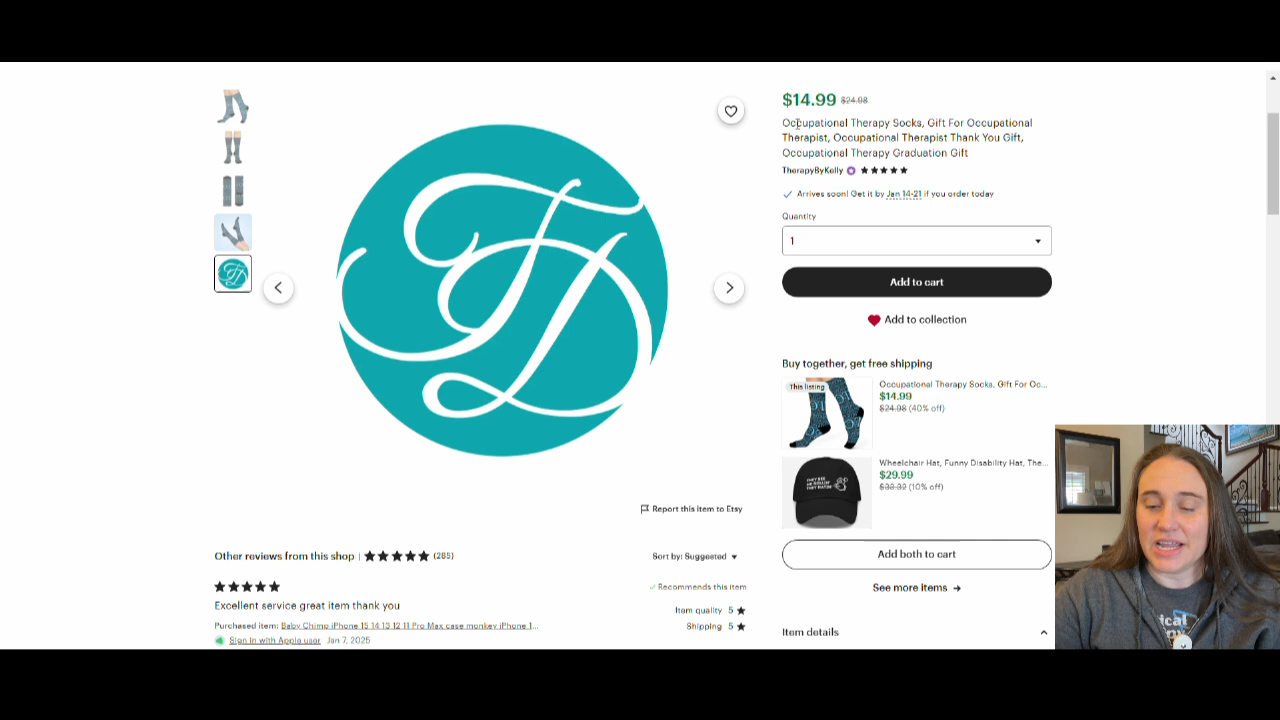 $14.99 $24.98
Occupational Therapy Socks, Gift For Occupational
Therapist, Occupational Therapist Thank You Gift,
Occupational Therapy Graduation Gift
TherapyByKelly
Arrives soon! Get it by Jan 14-21 if you order today
Quantity
1
Add to cart
Add to collection
Buy together, get free shipping
This listing
Occupational Therapy Socks, Gift For Oc...
$14.99
$24.98 (40% off)
Wheelchair Hat, Funny Disability Hat, The...
$29.99
$33.32 (10% off)
Add both to cart
See more items
Item details
Report this item to Etsy
Other reviews from this shop (265)
Sort by: Suggested
Excellent service great item thank you
Purchased item: Baby Chimp iPhone 15 14 13 12 11 Pro Max case monkey iPhone 1...
Sign in with Apple user Jan 7, 2025
Recommends this item
Item quality 5
Shipping 5